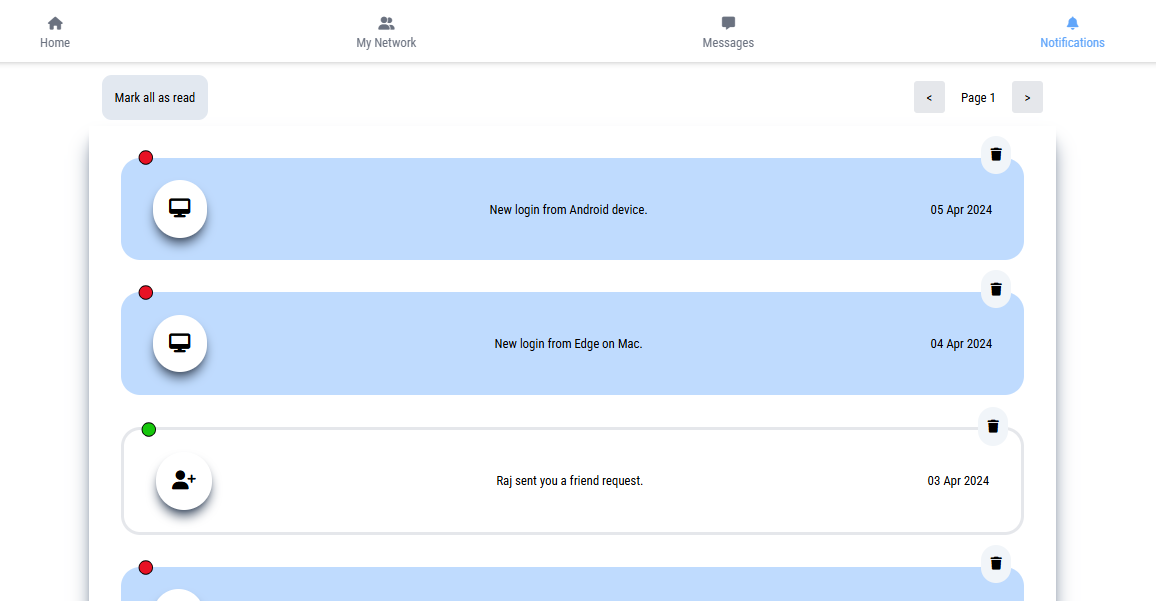 Home
My Network
Messages
Notifications
Mark all as read
< Page 1 >
New login from Android device. 05 Apr 2024
New login from Edge on Mac. 04 Apr 2024
Raj sent you a friend request. 03 Apr 2024